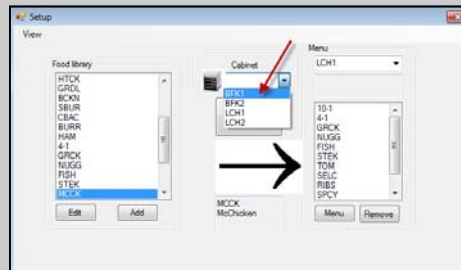 Setup
View
Food library
HTCK
GRDL
BCKN
SBUR
CBAC
BURR
HAM
4-1
GRCK
NUGG
FISH
STEK
MCCK
Edit
Add
Cabinet
BFK1
BFK2
LCH1
LCH2
MCCK
McChicken
Menu
LCH1
10-1
4-1
GRCK
NUGG
FISH
STEK
TOM
SELC
RIBS
SPCY
Menu
Remove